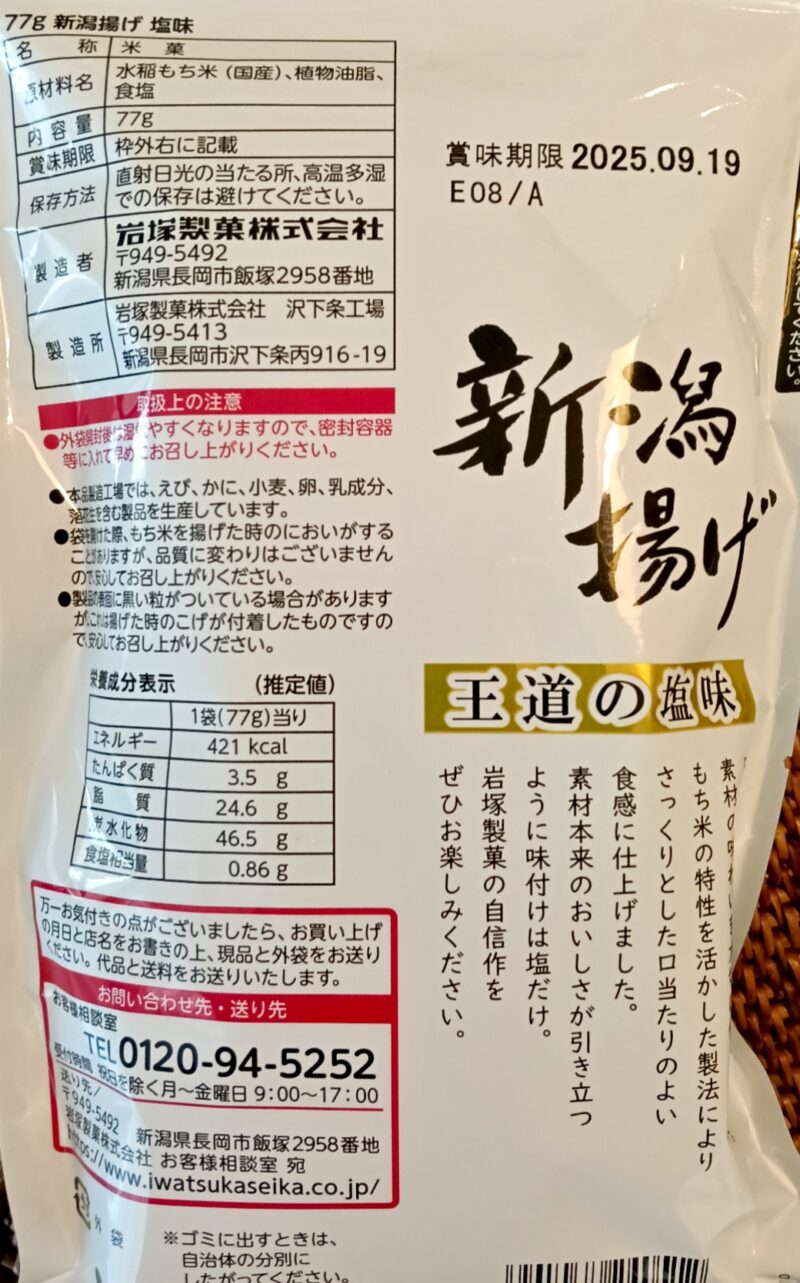 77g 新潟揚げ 塩味
名称 米菓
原材料名 水稲もち米(国産)、植物油脂、
食塩
内容量 77g
賞味期限 枠外右に記載
保存方法 直射日光の当たる所、高温多湿
での保存は避けてください。
製造者 岩塚製菓株式会社
〒949-5492
新潟県長岡市飯塚2958番地
製造所 岩塚製菓株式会社 沢下条工場
〒949-5413
新潟県長岡市沢下条丙916-19
取扱上の注意
●外袋開封後は湿気やすくなりますので、密封容器
等に入れて早めにお召し上がりください。
●本品製造工場では、えび、かに、小麦、卵、乳成分、
落花生を含む製品を生産しています。
●袋を開けた際、もち米を揚げた時のにおいがする
ことがありますが、品質に変わりはございません
ので、安心してお召し上がりください。
●製品の表面に黒い粒がついている場合があります
が、これは揚げた時のこげが付着したものですの
で、安心してお召し上がりください。
栄養成分表示 (推定値)
1袋(77g)当り
エネルギー 421 kcal
たんぱく質 3.5 g
脂質 24.6 g
炭水化物 46.5 g
食塩相当量 0.86 g
万一お気付きの点がございましたら、お買い上げ
の月日と店名をお書きの上、現品と外袋をお送り
ください。代品と送料をお送りいたします。
お問い合わせ先・送り先
お客様相談室
TEL0120-94-5252
受付時間 祝日を除く月～金曜日 9:00～17:00
送り先/
〒949-5492 新潟県長岡市飯塚2958番地
岩塚製菓株式会社 お客様相談室 宛
https://www.iwatsukaseika.co.jp/
外袋
※ゴミに出すときは、
自治体の分別に
したがってください。
賞味期限 2025.09.19
E08/A
新潟
揚げ
王道の塩味
素材の味わい
もち米の特性を活かした製法により
さっくりとした口当たりのよい
食感に仕上げました。
素材本来のおいしさが引き立つ
ように味付けは塩だけ。
岩塚製菓の自信作を
ぜひお楽しみください。
ください。